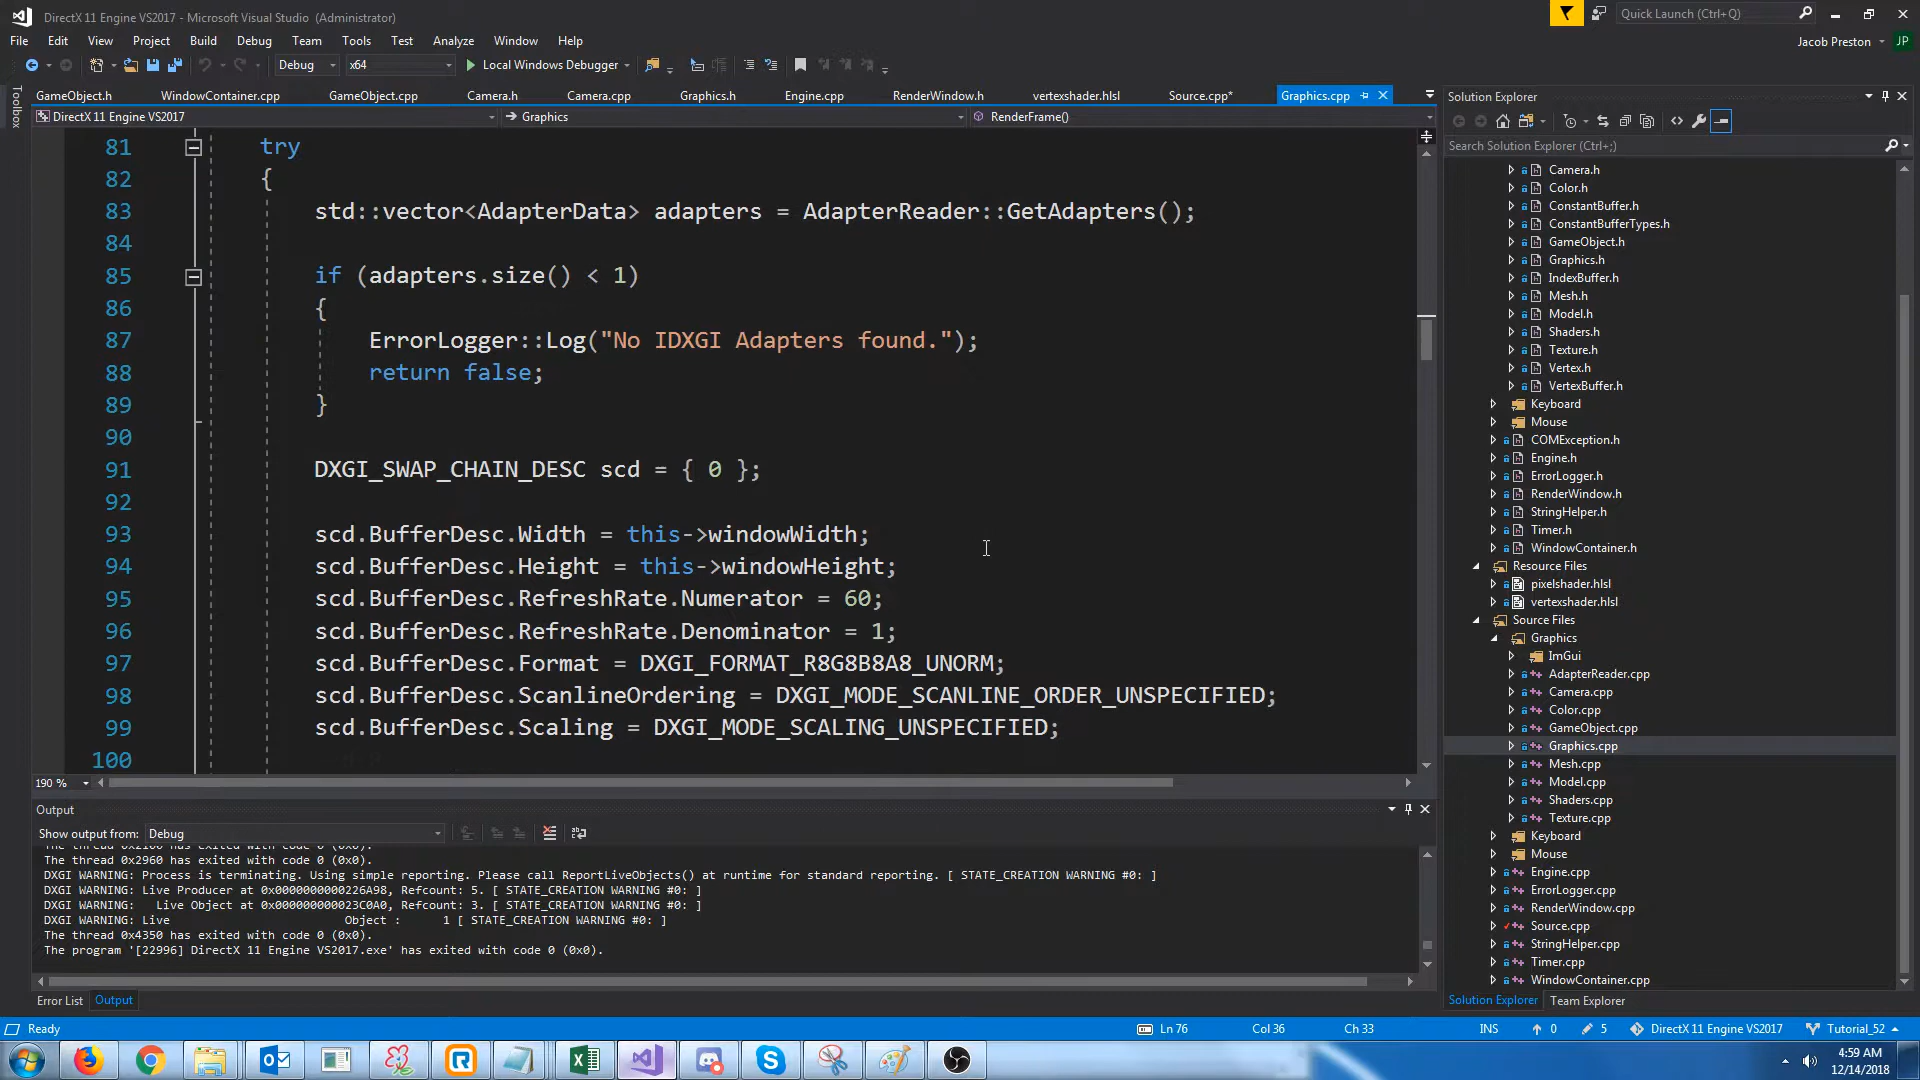 DirectX 11 Engine VS2017 - Microsoft Visual Studio (Administrator)
Quick Launch (Ctrl+Q)
File Edit View Project Build Debug Team Tools Test Analyze Window Help
Jacob Preston JP
Debug x64 Local Windows Debugger
Toolbox
GameObject.h WindowContainer.cpp GameObject.cpp Camera.h Camera.cpp Graphics.h Engine.cpp RenderWindow.h vertexshader.hlsl Source.cpp* Graphics.cpp
DirectX 11 Engine VS2017 Graphics RenderFrame()
81 try
82 {
83 std::vector<AdapterData> adapters = AdapterReader::GetAdapters();
84
85 if (adapters.size() < 1)
86 {
87 ErrorLogger::Log("No IDXGI Adapters found.");
88 return false;
89 }
90
91 DXGI_SWAP_CHAIN_DESC scd = { 0 };
92
93 scd.BufferDesc.Width = this->windowWidth;
94 scd.BufferDesc.Height = this->windowHeight;
95 scd.BufferDesc.RefreshRate.Numerator = 60;
96 scd.BufferDesc.RefreshRate.Denominator = 1;
97 scd.BufferDesc.Format = DXGI_FORMAT_R8G8B8A8_UNORM;
98 scd.BufferDesc.ScanlineOrdering = DXGI_MODE_SCANLINE_ORDER_UNSPECIFIED;
99 scd.BufferDesc.Scaling = DXGI_MODE_SCALING_UNSPECIFIED;
100
190 %
Output
Show output from: Debug
The thread 0x2960 has exited with code 0 (0x0).
DXGI WARNING: Process is terminating. Using simple reporting. Please call ReportLiveObjects() at runtime for standard reporting. [ STATE_CREATION WARNING #0: ]
DXGI WARNING: Live Producer at 0x0000000000226A98, Refcount: 5. [ STATE_CREATION WARNING #0: ]
DXGI WARNING: Live Object at 0x000000000023C0A0, Refcount: 3. [ STATE_CREATION WARNING #0: ]
DXGI WARNING: Live Object : 1 [ STATE_CREATION WARNING #0: ]
The thread 0x4350 has exited with code 0 (0x0).
The program '[22996] DirectX 11 Engine VS2017.exe' has exited with code 0 (0x0).
Error List Output
Solution Explorer
Search Solution Explorer (Ctrl+;)
Camera.h
Color.h
ConstantBuffer.h
ConstantBufferTypes.h
GameObject.h
Graphics.h
IndexBuffer.h
Mesh.h
Model.h
Shaders.h
Texture.h
Vertex.h
VertexBuffer.h
Keyboard
Mouse
COMException.h
Engine.h
ErrorLogger.h
RenderWindow.h
StringHelper.h
Timer.h
WindowContainer.h
Resource Files
pixelshader.hlsl
vertexshader.hlsl
Source Files
Graphics
ImGui
AdapterReader.cpp
Camera.cpp
Color.cpp
GameObject.cpp
Graphics.cpp
Mesh.cpp
Model.cpp
Shaders.cpp
Texture.cpp
Keyboard
Mouse
Engine.cpp
ErrorLogger.cpp
RenderWindow.cpp
Source.cpp
StringHelper.cpp
Timer.cpp
WindowContainer.cpp
Solution Explorer Team Explorer
Ready Ln 76 Col 36 Ch 33 INS 0 5 DirectX 11 Engine VS2017 Tutorial_52
4:59 AM
12/14/2018